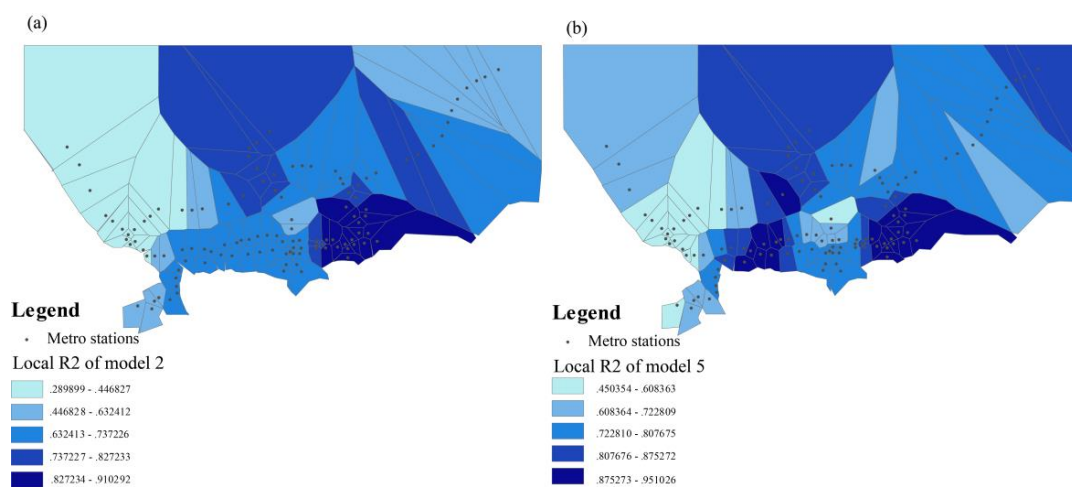 (a)
Legend
Metro stations
Local R2 of model 2
.289899 - .446827
.446828 - .632412
.632413 - .737226
.737227 - .827233
.827234 - .910292
(b)
Legend
Metro stations
Local R2 of model 5
.450354 - .608363
.608364 - .722809
.722810 - .807675
.807676 - .875272
.875273 - .951026